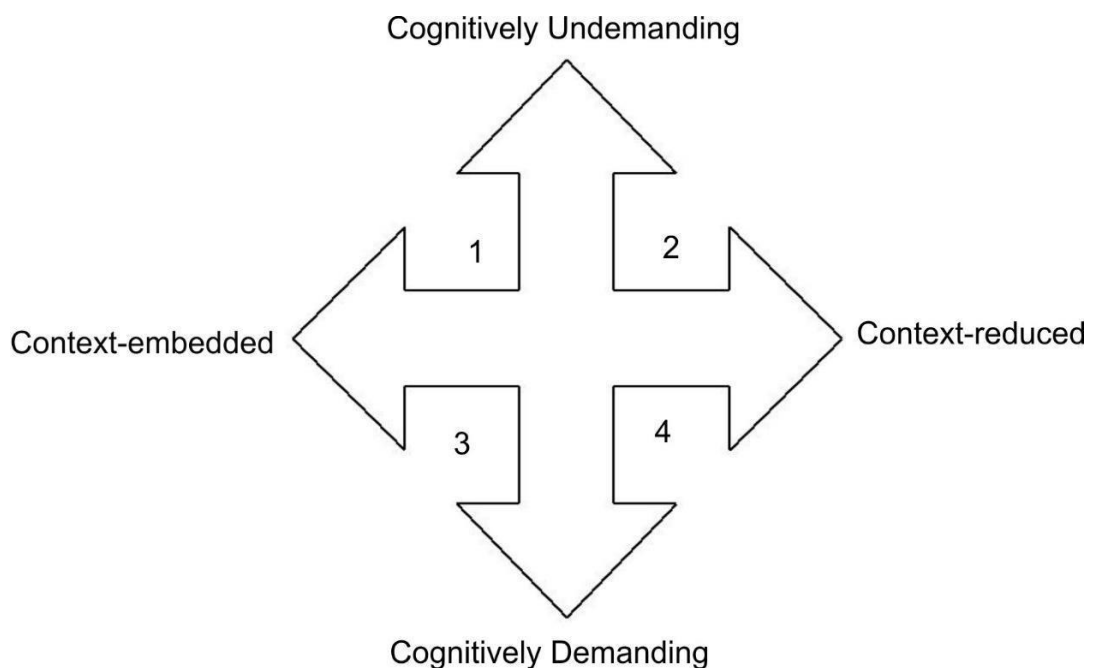 Cognitively Undemanding
1
2
Context-embedded
Context-reduced
3
4
Cognitively Demanding